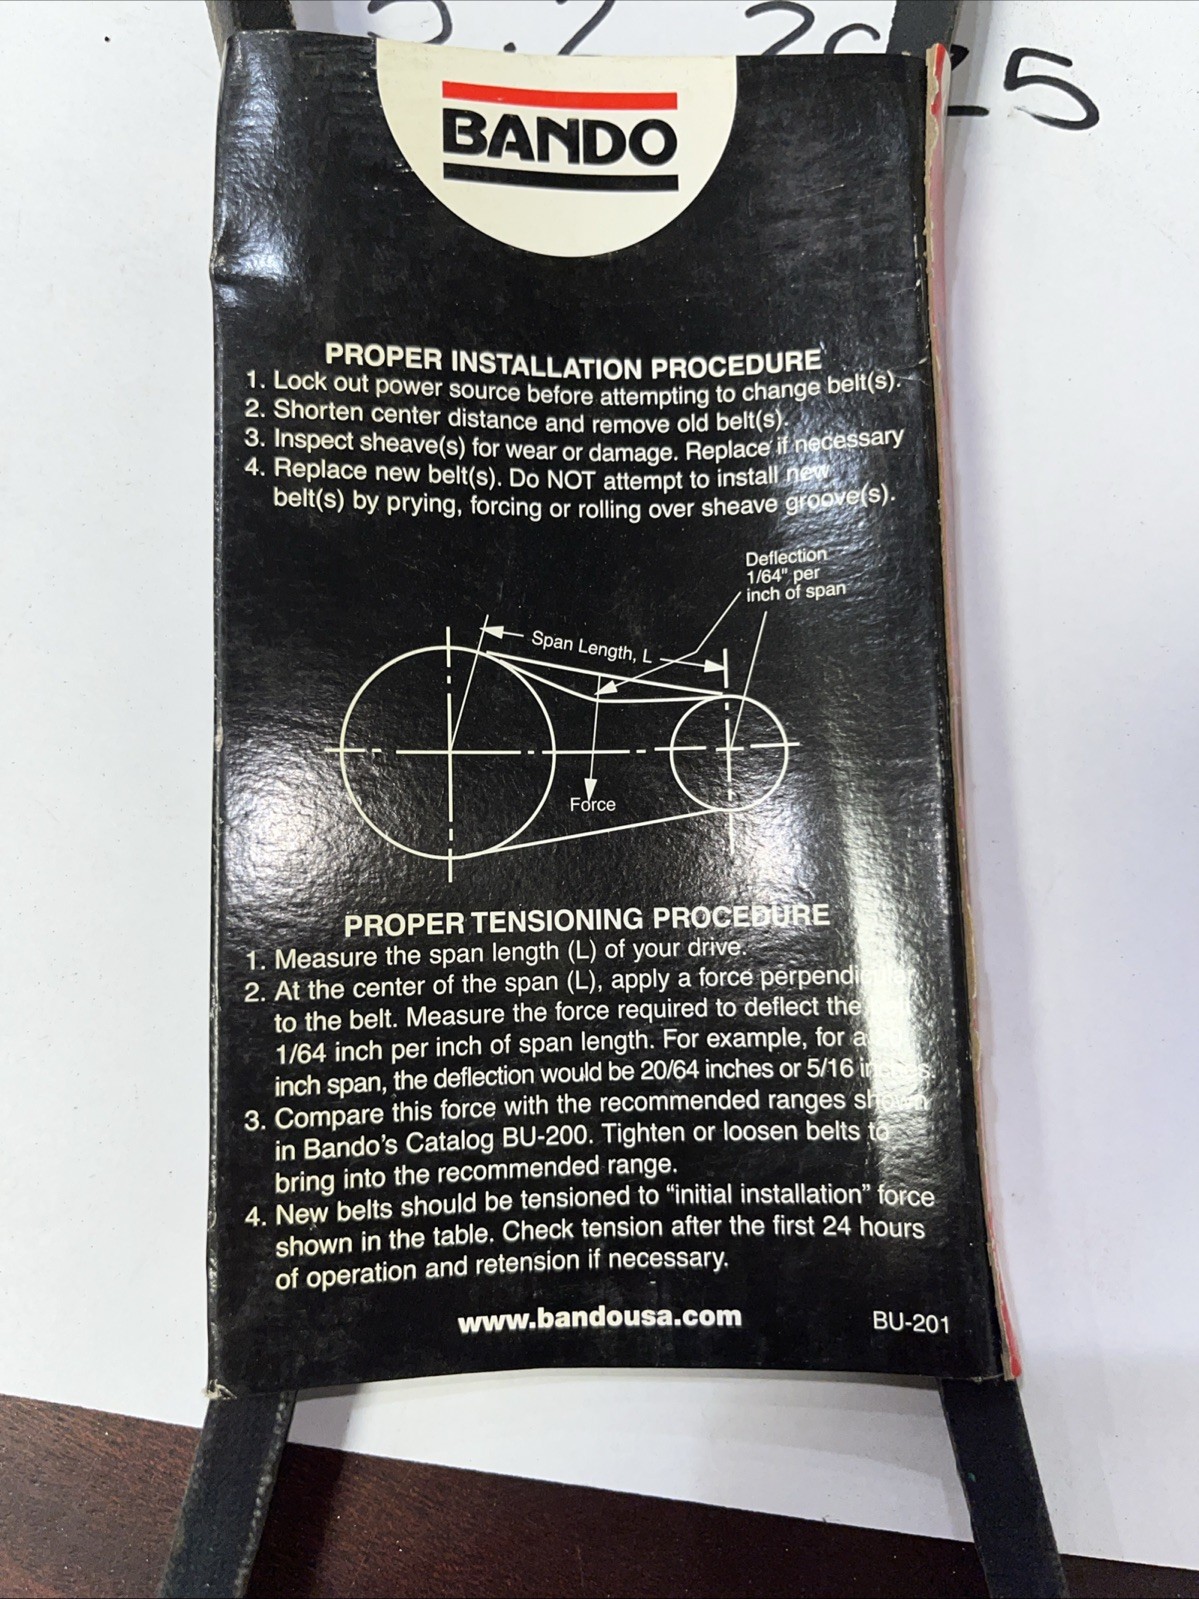 BANDO
PROPER INSTALLATION PROCEDURE
1. Lock out power source before attempting to change belt(s).
2. Shorten center distance and remove old belt(s).
3. Inspect sheave(s) for wear or damage. Replace if necessary
4. Replace new belt(s). Do NOT attempt to install new
belt(s) by prying, forcing or rolling over sheave groove(s).
Deflection
1/64" per
inch of span
Span Length, L
Force
PROPER TENSIONING PROCEDURE
1. Measure the span length (L) of your drive.
2. At the center of the span (L), apply a force
to the belt. Measure the force required to deflect the
1/64 inch per inch of span length. For example, for a
inch span, the deflection would be 20/64 inches or 5/16
3. Compare this force with the recommended ranges shown
in Bando's Catalog BU-200. Tighten or loosen belts to
bring into the recommended range.
4. New belts should be tensioned to “initial installation” force
shown in the table. Check tension after the first 24 hours
of operation and retension if necessary.
www.bandousa.com
BU-201